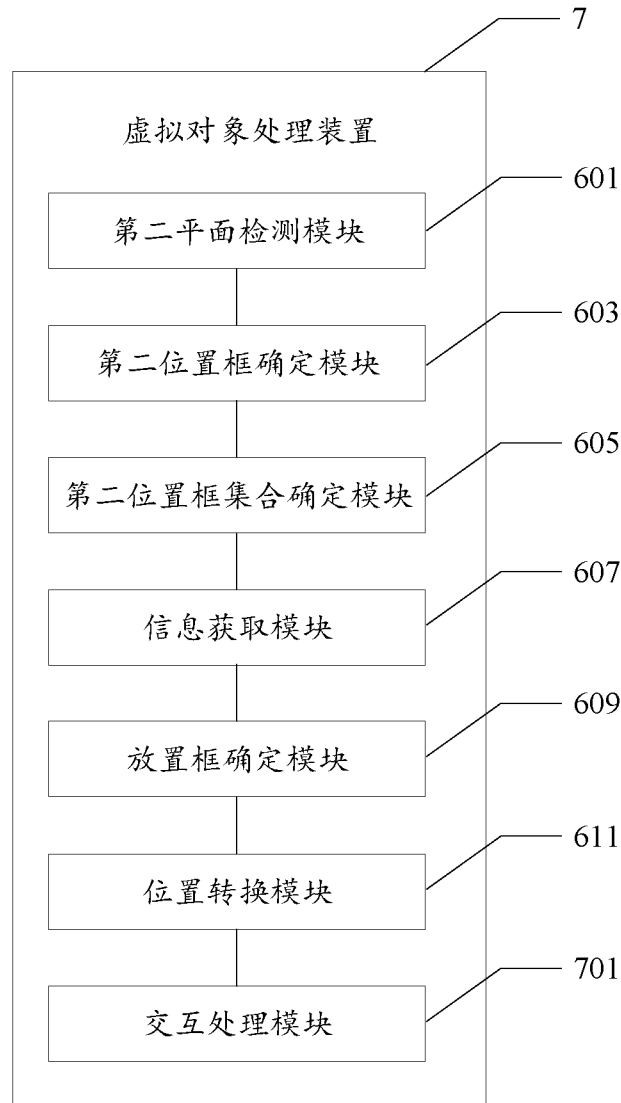 7
虚拟对象处理装置
601
第二平面检测模块
603
第二位置框确定模块
605
第二位置框集合确定模块
607
信息获取模块
609
放置框确定模块
611
位置转换模块
701
交互处理模块